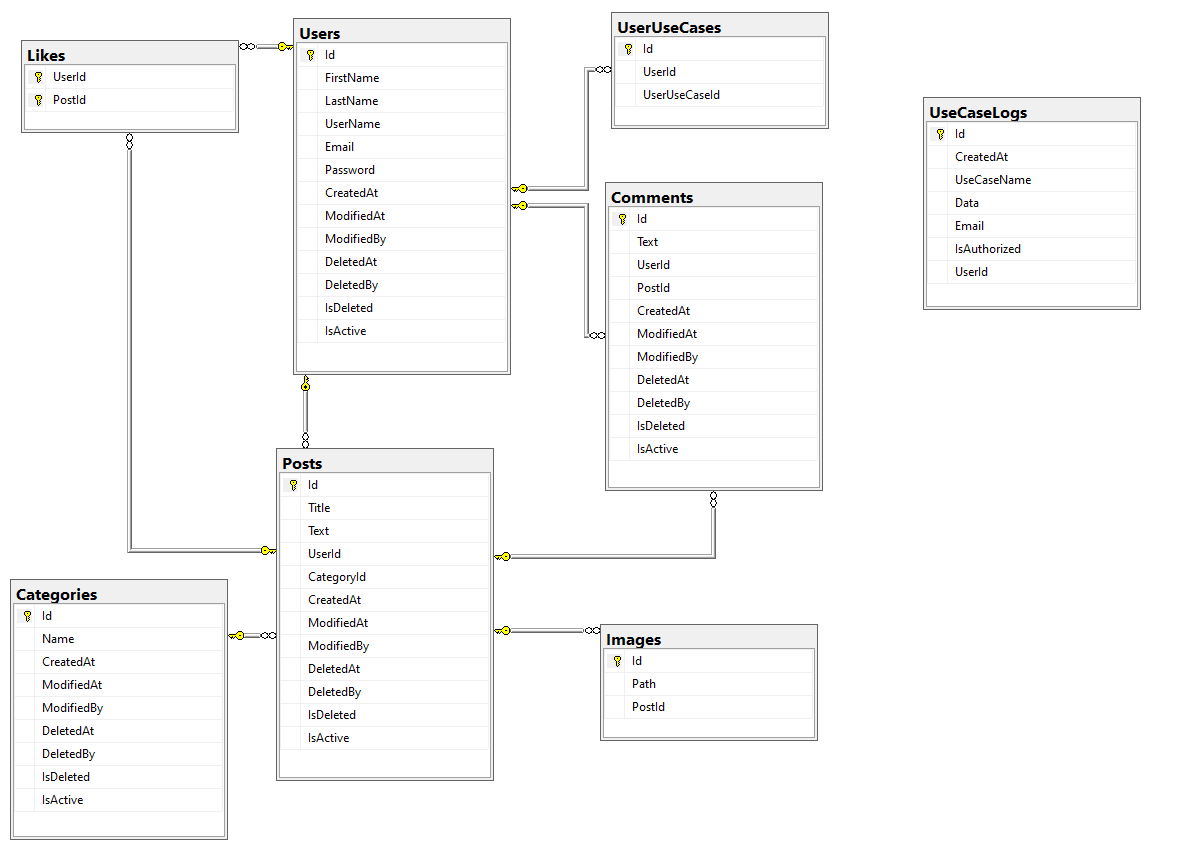 Likes
UserId
PostId
Users
Id
FirstName
LastName
UserName
Email
Password
CreatedAt
ModifiedAt
ModifiedBy
DeletedAt
DeletedBy
IsDeleted
IsActive
UserUseCases
Id
UserId
UserUseCaseId
UseCaseLogs
Id
CreatedAt
UseCaseName
Data
Email
IsAuthorized
UserId
Comments
Id
Text
UserId
PostId
CreatedAt
ModifiedAt
ModifiedBy
DeletedAt
DeletedBy
IsDeleted
IsActive
Posts
Id
Title
Text
UserId
CategoryId
CreatedAt
ModifiedAt
ModifiedBy
DeletedAt
DeletedBy
IsDeleted
IsActive
Categories
Id
Name
CreatedAt
ModifiedAt
ModifiedBy
DeletedAt
DeletedBy
IsDeleted
IsActive
Images
Id
Path
PostId